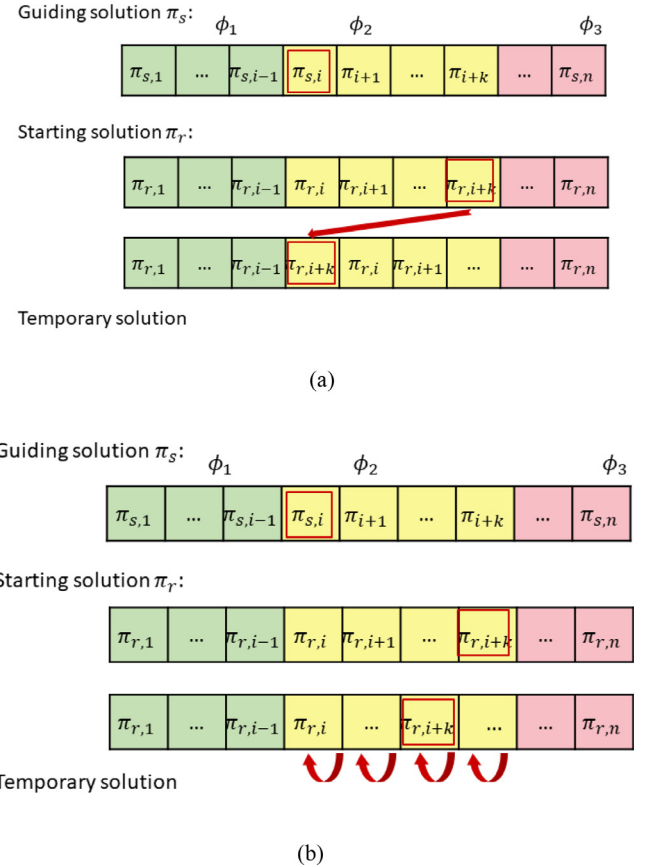 Guiding solution π_s:
ϕ_1 ϕ_2 ϕ_3
π_{s,1} ... π_{s,i−1} π_{s,i} π_{i+1} ... π_{i+k} ... π_{s,n}
Starting solution π_r:
π_{r,1} ... π_{r,i−1} π_{r,i} π_{r,i+1} ... π_{r,i+k} ... π_{r,n}
π_{r,1} ... π_{r,i−1} π_{r,i+k} π_{r,i} π_{r,i+1} ... ... π_{r,n}
Temporary solution
(a)
Guiding solution π_s:
ϕ_1 ϕ_2 ϕ_3
π_{s,1} ... π_{s,i−1} π_{s,i} π_{i+1} ... π_{i+k} ... π_{s,n}
Starting solution π_r:
π_{r,1} ... π_{r,i−1} π_{r,i} π_{r,i+1} ... π_{r,i+k} ... π_{r,n}
π_{r,1} ... π_{r,i−1} π_{r,i} ... π_{r,i+k} ... ... π_{r,n}
Temporary solution
(b)